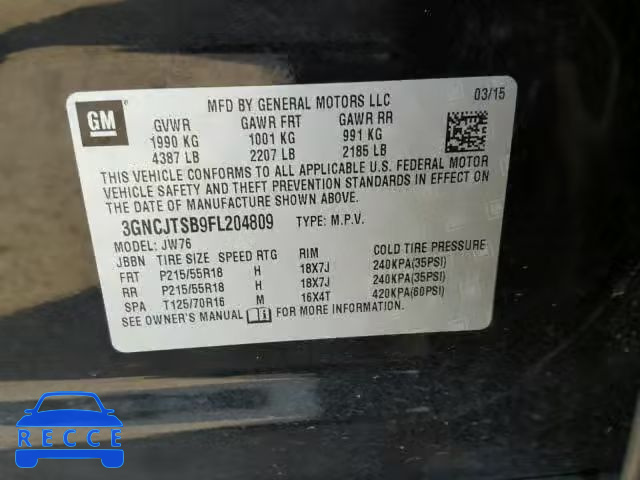 GM
MFD BY GENERAL MOTORS LLC 03/15
GVWR GAWR FRT GAWR RR
1990 KG 1001 KG 991 KG
4387 LB 2207 LB 2185 LB
THIS VEHICLE CONFORMS TO ALL APPLICABLE U.S. FEDERAL MOTOR
VEHICLE SAFETY AND THEFT PREVENTION STANDARDS IN EFFECT ON
THE DATE OF MANUFACTURE SHOWN ABOVE.
3GNCJTSB9FL204809 TYPE: M.P.V.
MODEL: JW76
JBBN TIRE SIZE SPEED RTG RIM COLD TIRE PRESSURE
FRT P215/55R18 H 18X7J 240KPA(35PSI)
RR P215/55R18 H 18X7J 240KPA(35PSI)
SPA T125/70R16 M 16X4T 420KPA(60PSI)
SEE OWNER'S MANUAL FOR MORE INFORMATION.
RECCE